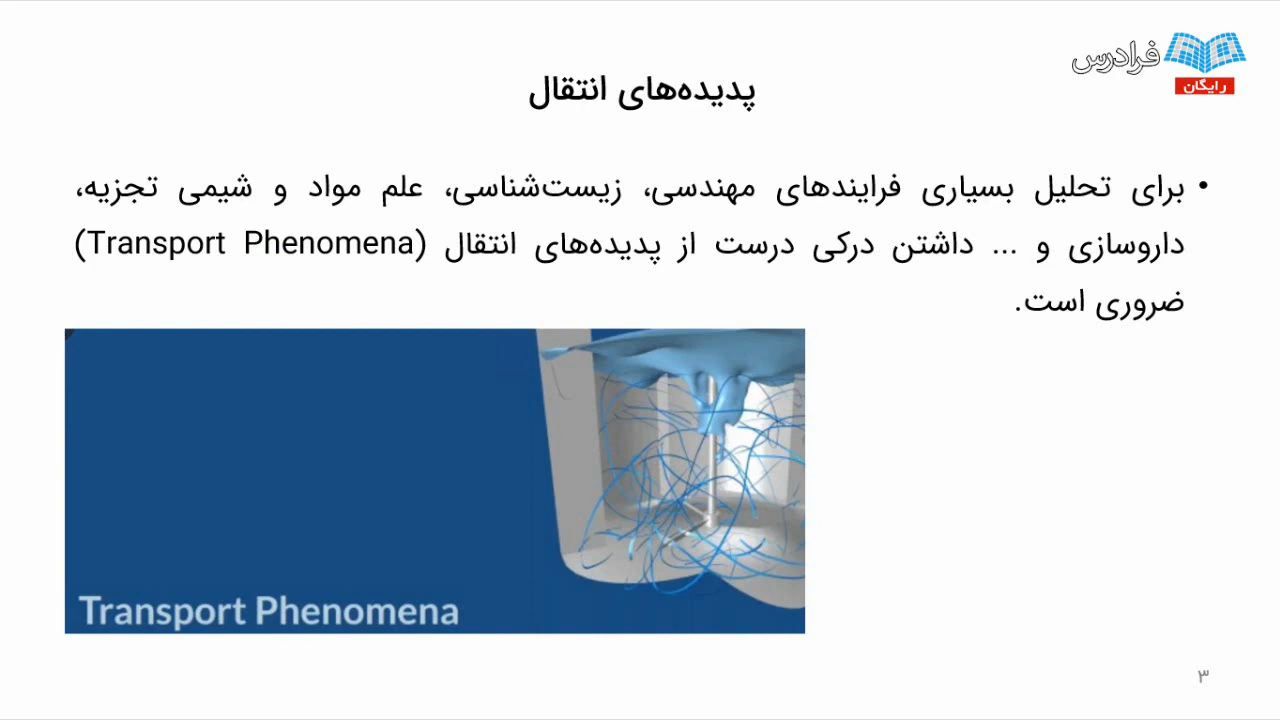 فرادرس
رایگان
پدیده‌های انتقال
• برای تحلیل بسیاری فرایندهای مهندسی، زیست‌شناسی، علم مواد و شیمی تجزیه،
داروسازی و ... داشتن درکی درست از پدیده‌های انتقال (Transport Phenomena)
ضروری است.
Transport Phenomena
۳